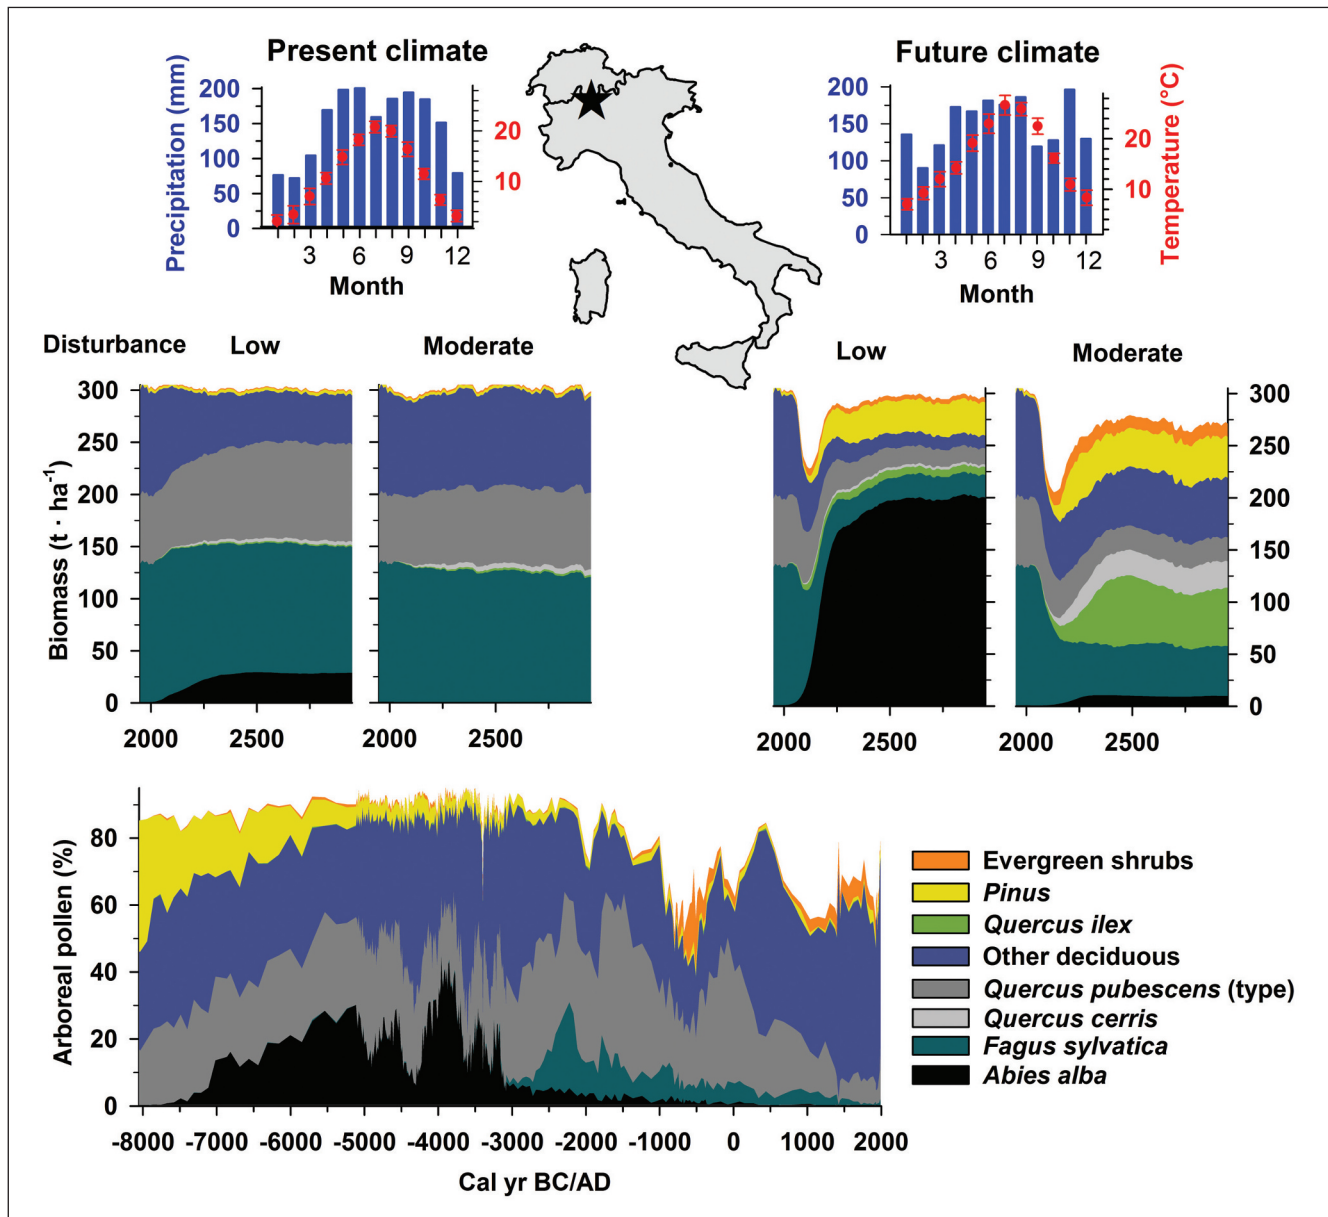 Present climate
Future climate
Precipitation (mm)
200
150
100
50
0
20
10
3 6 9 12
Month
200
150
100
50
0
20
10
Temperature (°C)
3 6 9 12
Month
Disturbance
Low
Moderate
Low
Moderate
Biomass (t · ha⁻¹)
300
250
200
150
100
50
0
300
250
200
150
100
50
0
2000 2500
2000 2500
2000 2500
2000 2500
Arboreal pollen (%)
80
60
40
20
0
-8000 -7000 -6000 -5000 -4000 -3000 -2000 -1000 0 1000 2000
Cal yr BC/AD
Evergreen shrubs
Pinus
Quercus ilex
Other deciduous
Quercus pubescens (type)
Quercus cerris
Fagus sylvatica
Abies alba